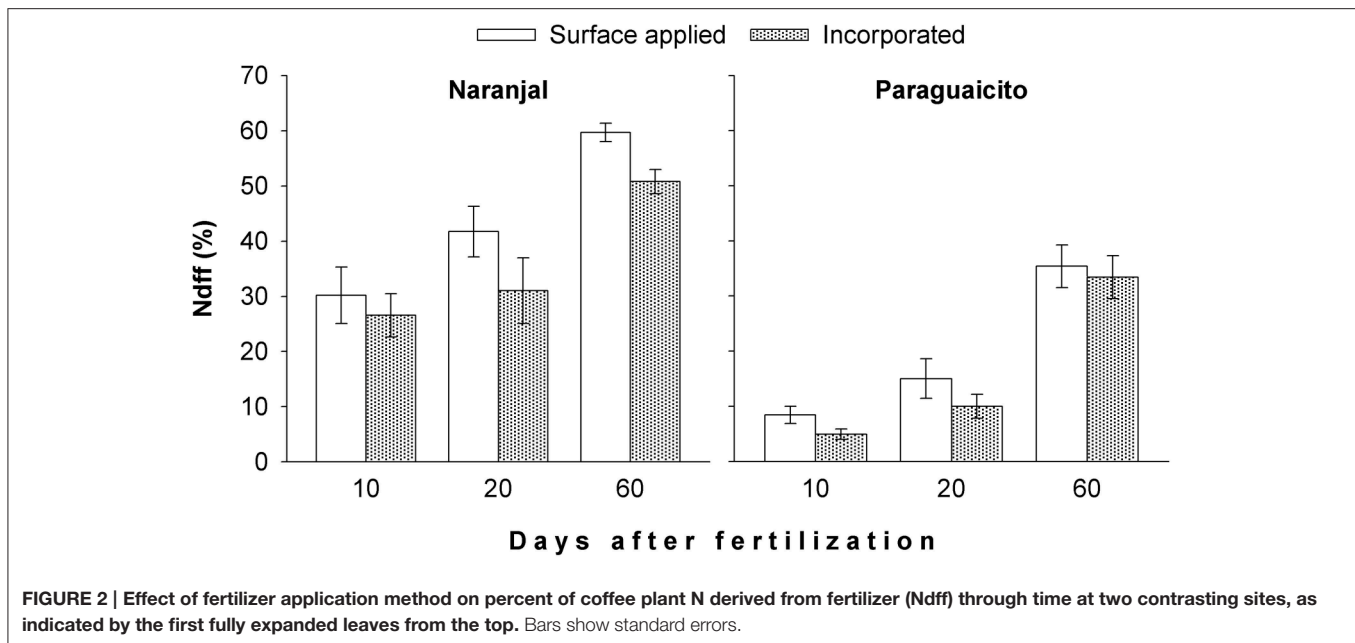 Surface applied Incorporated
Naranjal Paraguaicito
70
60
50
40
30
20
10
0
Ndff (%)
10 20 60 10 20 60
Days after fertilization
FIGURE 2 | Effect of fertilizer application method on percent of coffee plant N derived from fertilizer (Ndff) through time at two contrasting sites, as
indicated by the first fully expanded leaves from the top. Bars show standard errors.